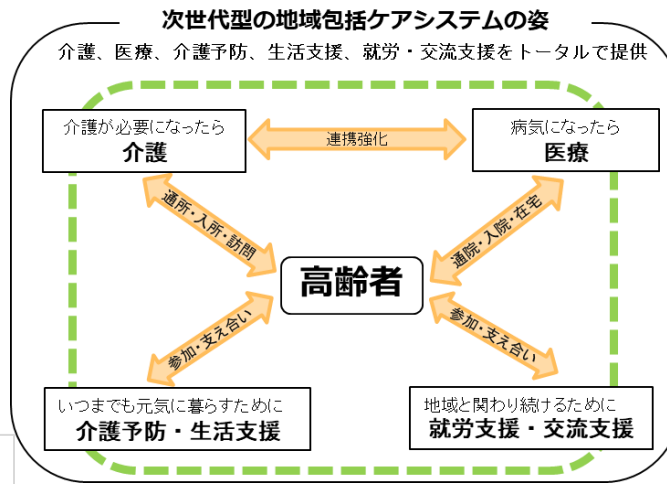 次世代型の地域包括ケアシステムの姿
介護、医療、介護予防、生活支援、就労・交流支援をトータルで提供
介護が必要になったら
介護
連携強化
病気になったら
医療
通所・入所・訪問
通院・入院・在宅
高齢者
参加・支え合い
参加・支え合い
いつまでも元気に暮らすために
介護予防・生活支援
地域と関わり続けるために
就労支援・交流支援